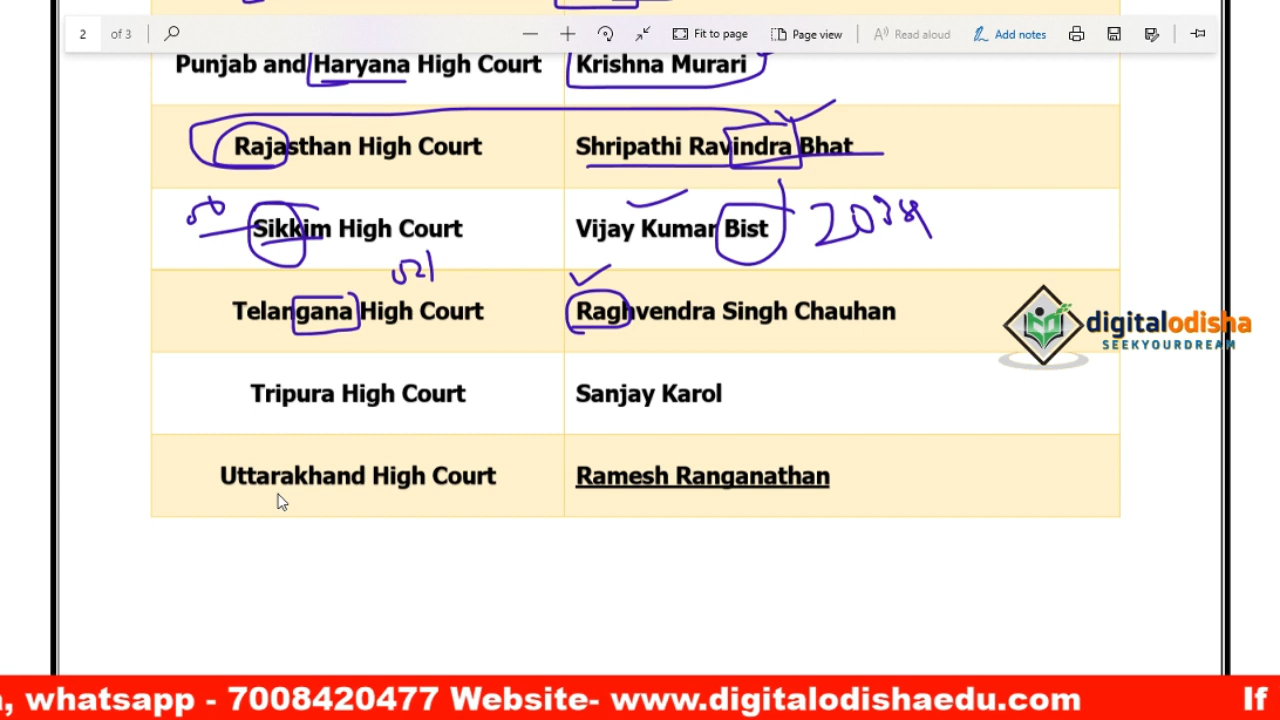 2 of 3 Fit to page Page view Read aloud Add notes
Punjab and Haryana High Court Krishna Murari
Rajasthan High Court Shripathi Ravindra Bhat
Sikkim High Court Vijay Kumar Bist
Telangana High Court Raghvendra Singh Chauhan
digitalodisha
SEEKYOURDREAM
Tripura High Court Sanjay Karol
Uttarakhand High Court Ramesh Ranganathan
, whatsapp - 7008420477 Website- www.digitalodishaedu.com If